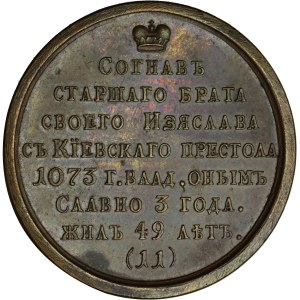 Согнавъ
старшаго брата
своего Изяслава
съ Кіевскаго престола
1073 г. влад. онымъ
славно 3 года.
жилъ 49 лѣтъ.
(11)